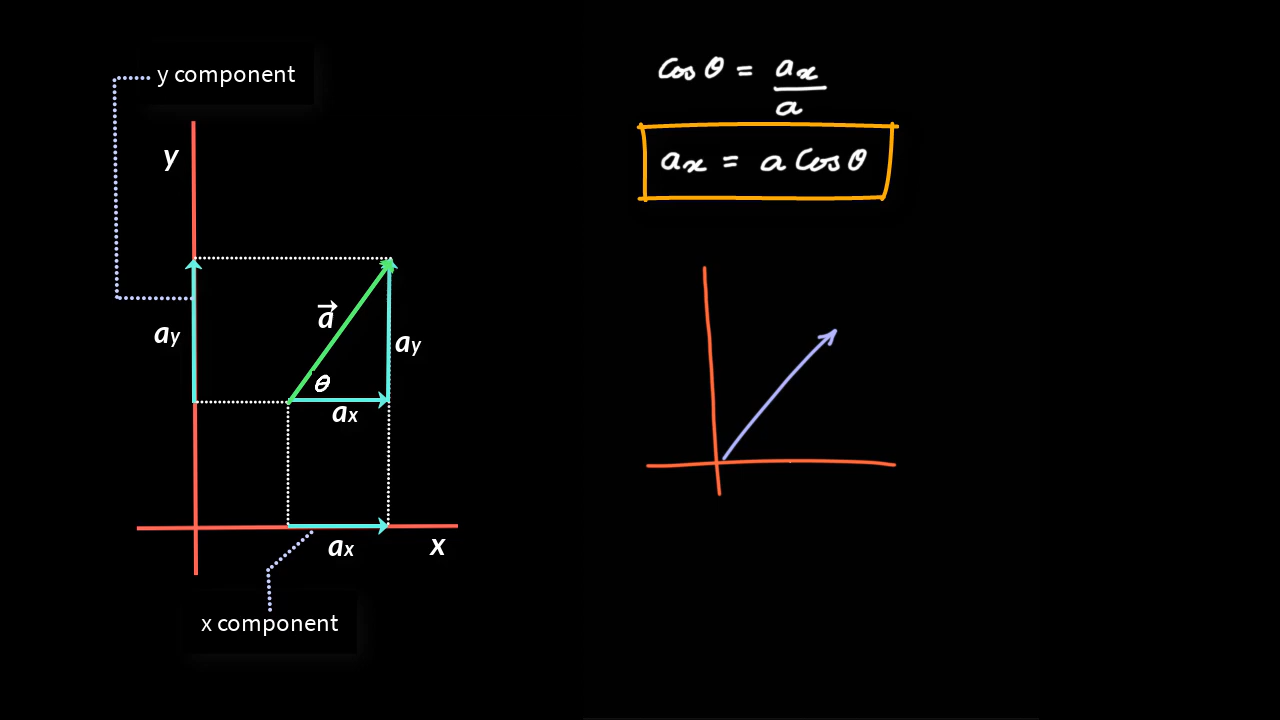 y component
y
ay
a
ay
θ
ax
ax
x
x component
cos θ = ax
a
ax = a cos θ